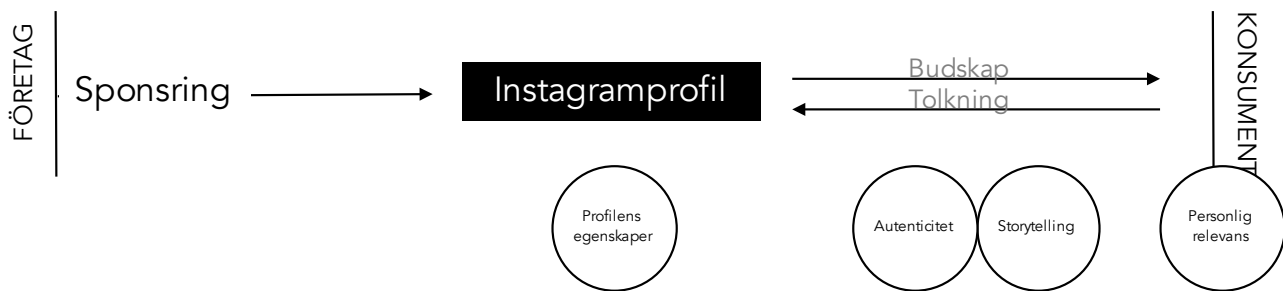 FÖRETAG
Sponsring
Instagramprofil
Budskap
Tolkning
KONSUMENT
Profilens
egenskaper
Autenticitet
Storytelling
Personlig
relevans